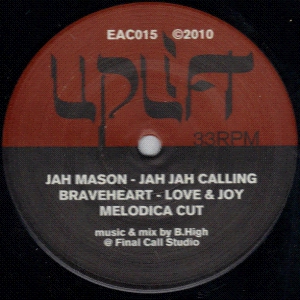 EAC015 ©2010
UPLiFT
33RPM
JAH MASON - JAH JAH CALLING
BRAVEHEART - LOVE & JOY
MELODICA CUT
music & mix by B.High
@ Final Call Studio